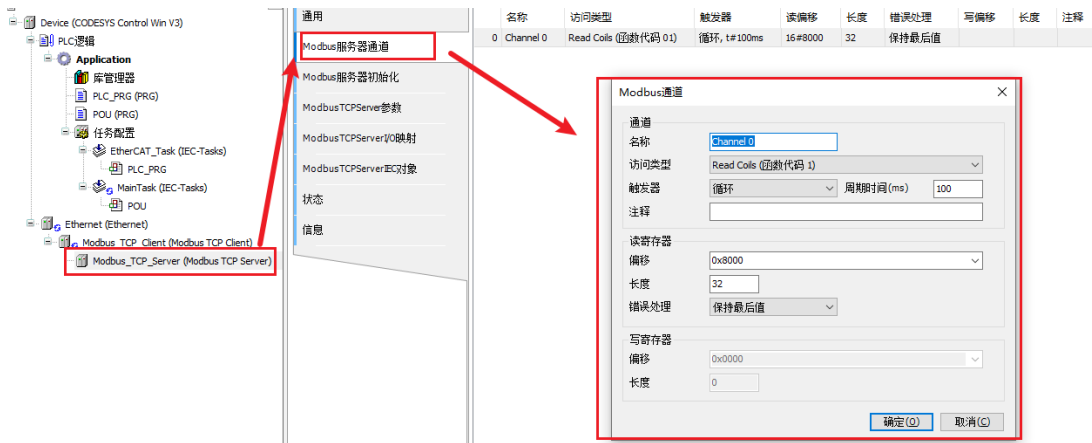 Device (CODESYS Control Win V3)
PLC逻辑
Application
库管理器
PLC_PRG (PRG)
POU (PRG)
任务配置
EtherCAT_Task (IEC-Tasks)
PLC_PRG
MainTask (IEC-Tasks)
POU
Ethernet (Ethernet)
Modbus_TCP_Client (Modbus TCP Client)
Modbus_TCP_Server (Modbus TCP Server)
通用
Modbus服务器通道
Modbus服务器初始化
ModbusTCPServer参数
ModbusTCPServerI/O映射
ModbusTCPServerIEC对象
状态
信息
名称 访问类型 触发器 读偏移 长度 错误处理 写偏移 长度 注释
0 Channel 0 Read Coils (函数代码 01) 循环, t#100ms 16#8000 32 保持最后值
Modbus通道
通道
名称 Channel 0
访问类型 Read Coils (函数代码 1)
触发器 循环 周期时间(ms) 100
注释
读寄存器
偏移 0x8000
长度 32
错误处理 保持最后值
写寄存器
偏移 0x0000
长度 0
确定(O) 取消(C)